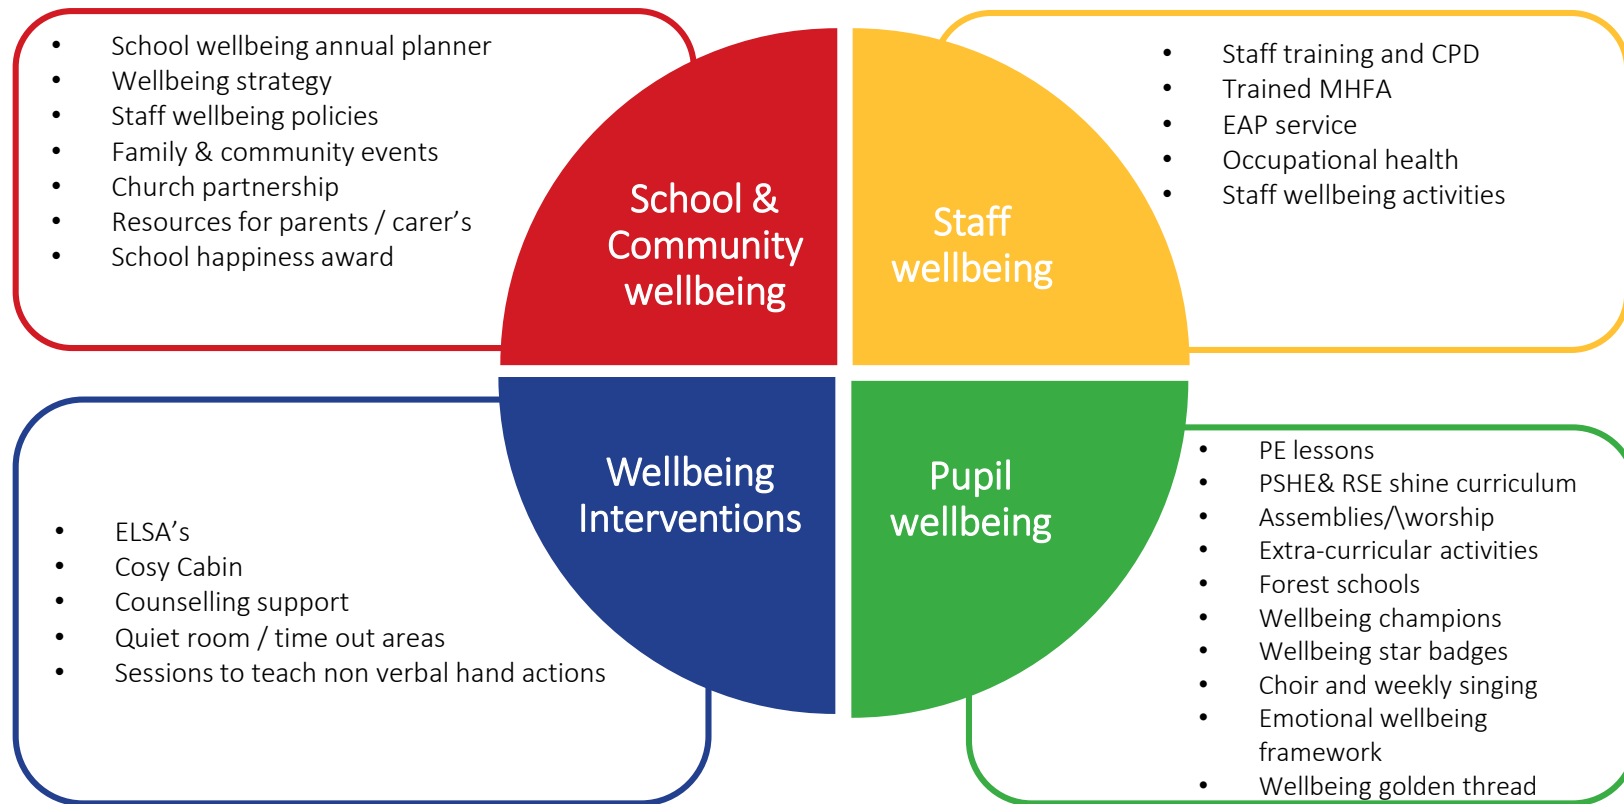 • School wellbeing annual planner
• Wellbeing strategy
• Staff wellbeing policies
• Family & community events
• Church partnership
• Resources for parents / carer’s
• School happiness award
School &
Community
wellbeing
Staff
wellbeing
• Staff training and CPD
• Trained MHFA
• EAP service
• Occupational health
• Staff wellbeing activities
• ELSA’s
• Cosy Cabin
• Counselling support
• Quiet room / time out areas
• Sessions to teach non verbal hand actions
Wellbeing
Interventions
Pupil
wellbeing
• PE lessons
• PSHE& RSE shine curriculum
• Assemblies/\worship
• Extra-curricular activities
• Forest schools
• Wellbeing champions
• Wellbeing star badges
• Choir and weekly singing
• Emotional wellbeing
framework
• Wellbeing golden thread